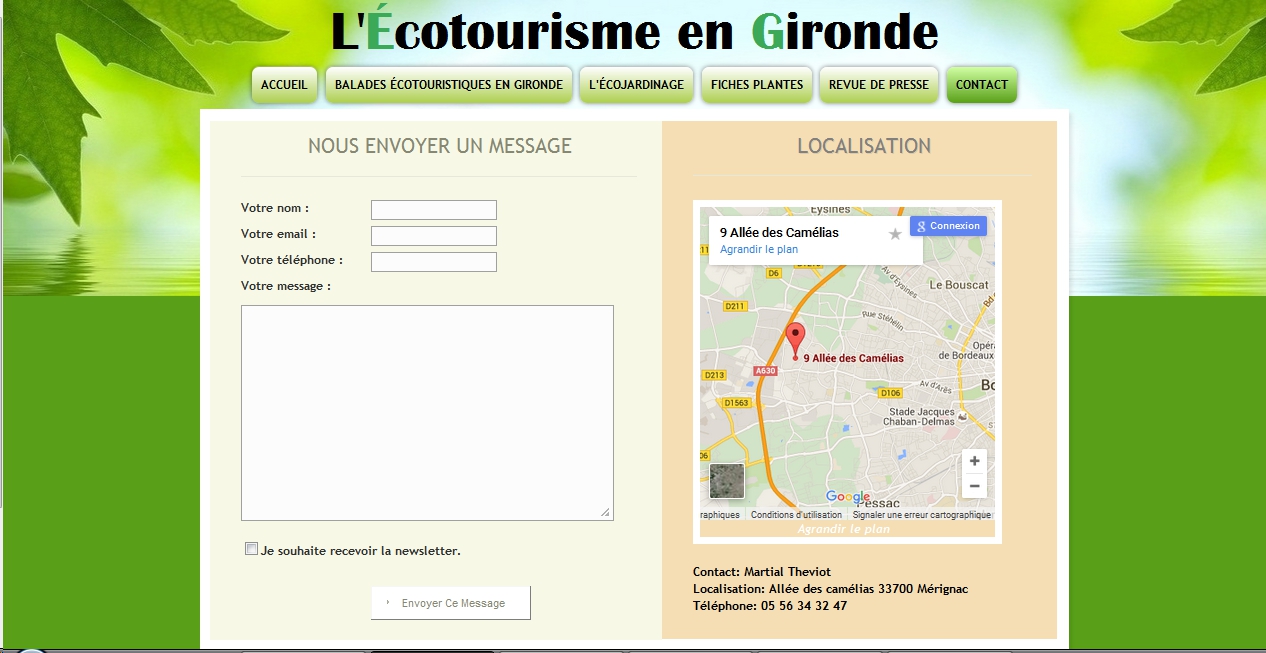 L'Écotourisme en Gironde
ACCUEIL
BALADES ÉCOTOURISTIQUES EN GIRONDE
L'ÉCOJARDINAGE
FICHES PLANTES
REVUE DE PRESSE
CONTACT
NOUS ENVOYER UN MESSAGE
Votre nom :
Votre email :
Votre téléphone :
Votre message :
Je souhaite recevoir la newsletter.
Envoyer Ce Message
LOCALISATION
Eysines
9 Allée des Camélias
Agrandir le plan
Connexion
D6
Av d'Eysines
Le Bouscat
D211
Rue Stéhelin
9 Allée des Camélias
Opér
de Bordeaux
A630
D213
Av d'Arès
Bo
D106
D1563
Stade Jacques
Chaban-Delmas
06
+
−
Google
Pessac
raphiques
Conditions d'utilisation
Signaler une erreur cartographique
Agrandir le plan
Contact: Martial Theviot
Localisation: Allée des camélias 33700 Mérignac
Téléphone: 05 56 34 32 47